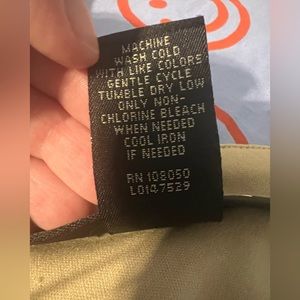 MACHINE
WASH COLD
WITH LIKE COLORS
GENTLE CYCLE
TUMBLE DRY LOW
ONLY NON-
CHLORINE BLEACH
WHEN NEEDED
COOL IRON
IF NEEDED
RN 108050
LO147529